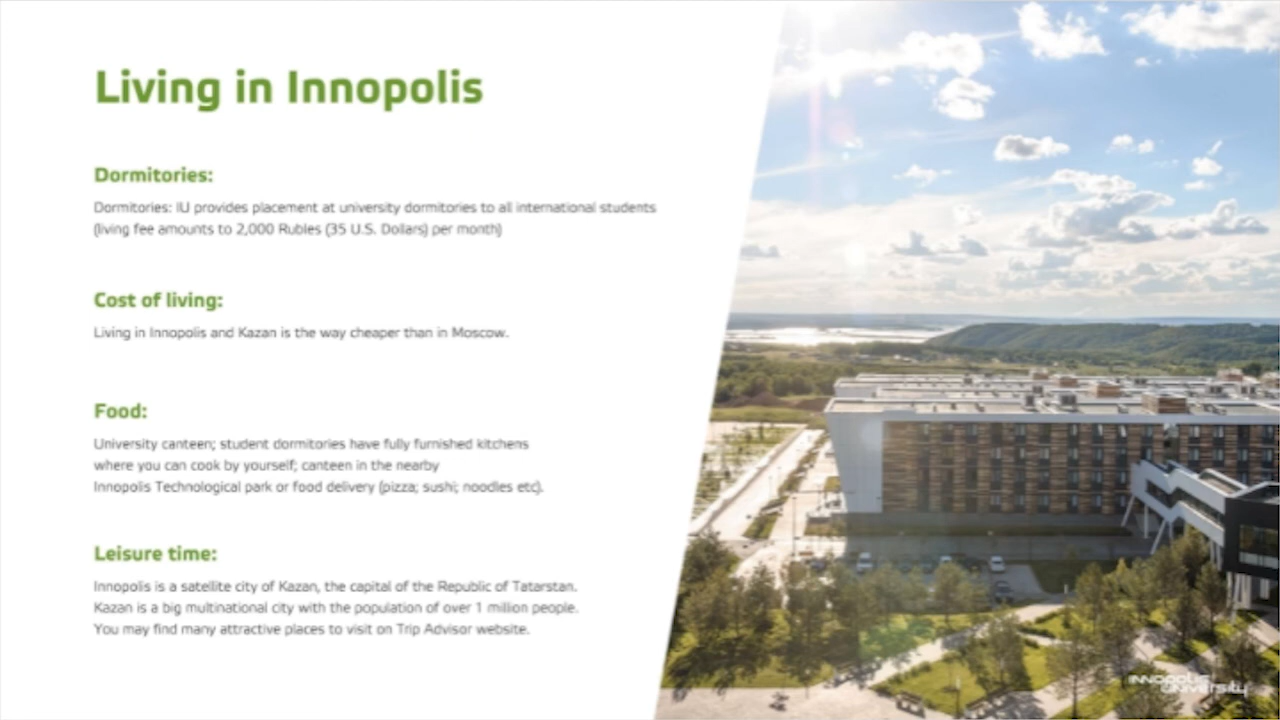 Living in Innopolis
Dormitories:
Dormitories: IU provides placement at university dormitories to all international students
(living fee amounts to 2,000 Rubles (35 U.S. Dollars) per month)
Cost of living:
Living in Innopolis and Kazan is the way cheaper than in Moscow.
Food:
University canteen; student dormitories have fully furnished kitchens
where you can cook by yourself; canteen in the nearby
Innopolis Technological park or food delivery (pizza; sushi; noodles etc).
Leisure time:
Innopolis is a satellite city of Kazan, the capital of the Republic of Tatarstan.
Kazan is a big multinational city with the population of over 1 million people.
You may find many attractive places to visit on Trip Advisor website.
INNOPOLIS
UNIVERSITY